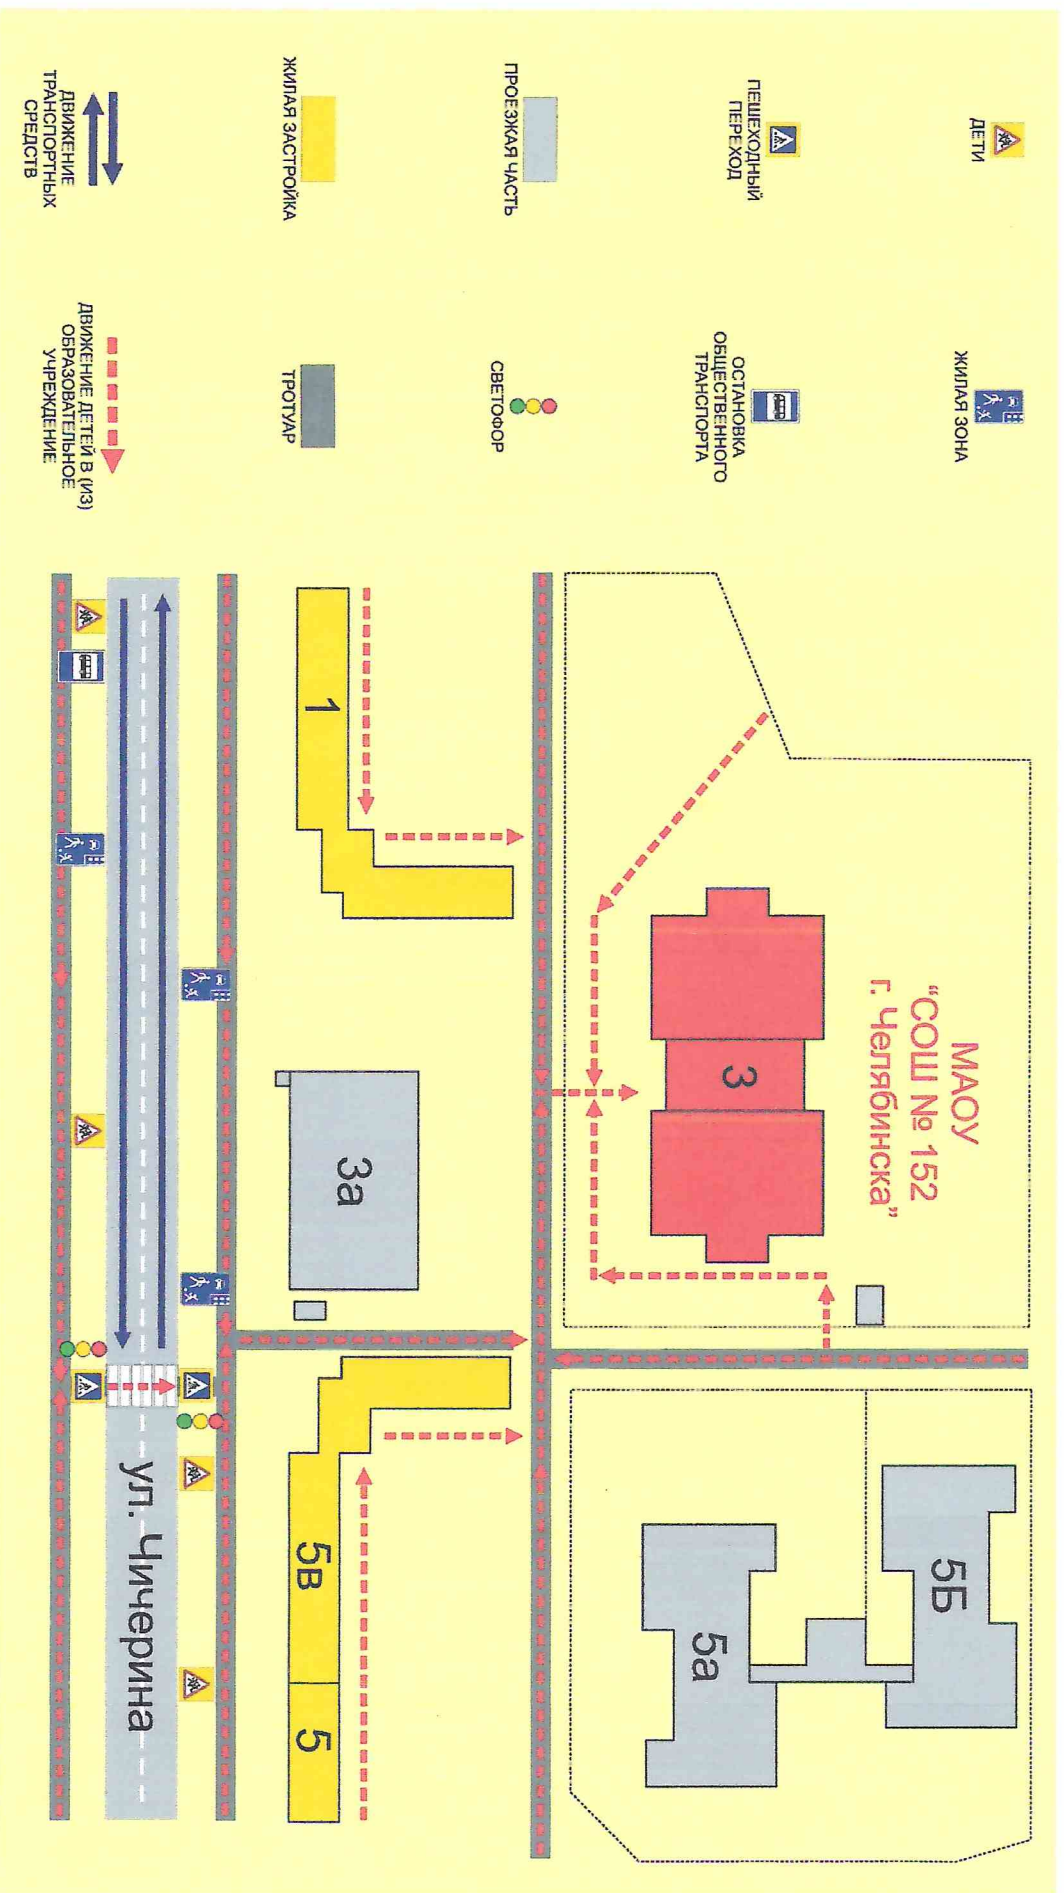 МАОУ
"СОШ № 152
г. Челябинска"
3
5Б
5а
1
3а
5в
5
ул. Чичерина
ДЕТИ
ЖИЛАЯ ЗОНА
ПЕШЕХОДНЫЙ
ПЕРЕХОД
ОСТАНОВКА
ОБЩЕСТВЕННОГО
ТРАНСПОРТА
ПРОЕЗЖАЯ ЧАСТЬ
СВЕТОФОР
ЖИЛАЯ ЗАСТРОЙКА
ТРОТУАР
ДВИЖЕНИЕ
ТРАНСПОРТНЫХ
СРЕДСТВ
ДВИЖЕНИЕ ДЕТЕЙ В (ИЗ)
ОБРАЗОВАТЕЛЬНОЕ
УЧРЕЖДЕНИЕ